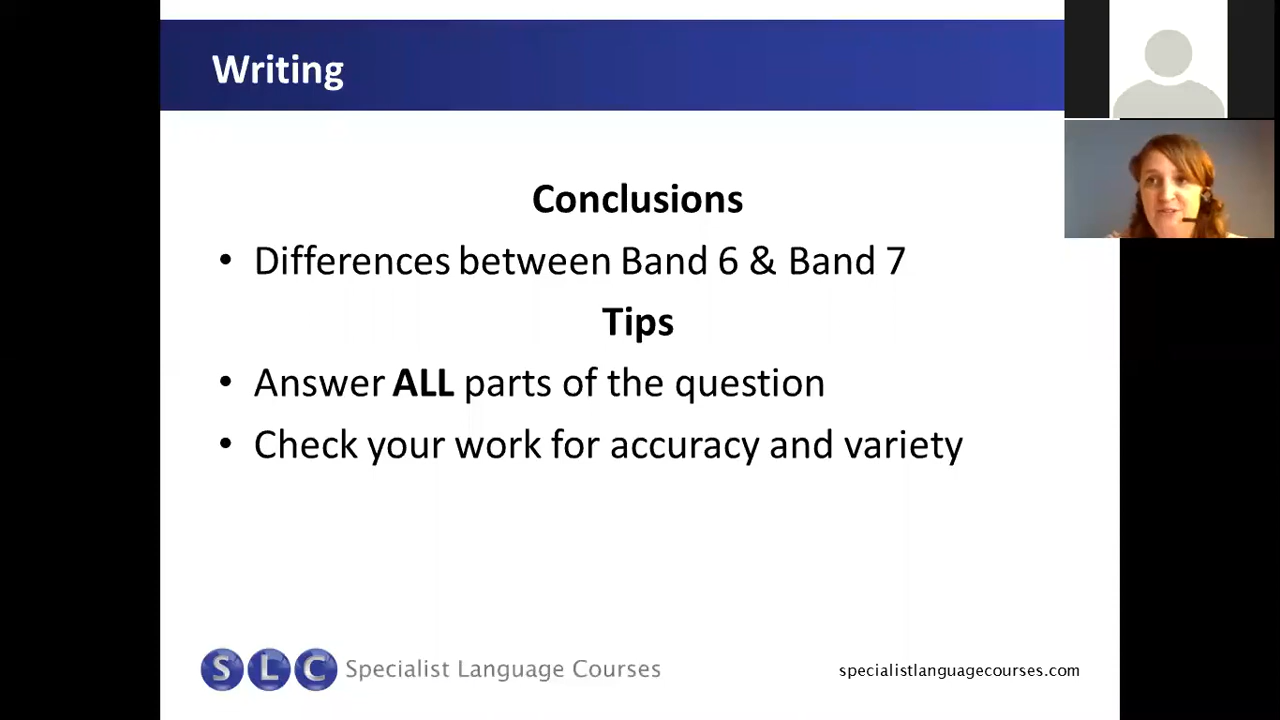 Writing
Conclusions
• Differences between Band 6 & Band 7
Tips
• Answer ALL parts of the question
• Check your work for accuracy and variety
SLC Specialist Language Courses
specialistlanguagecourses.com